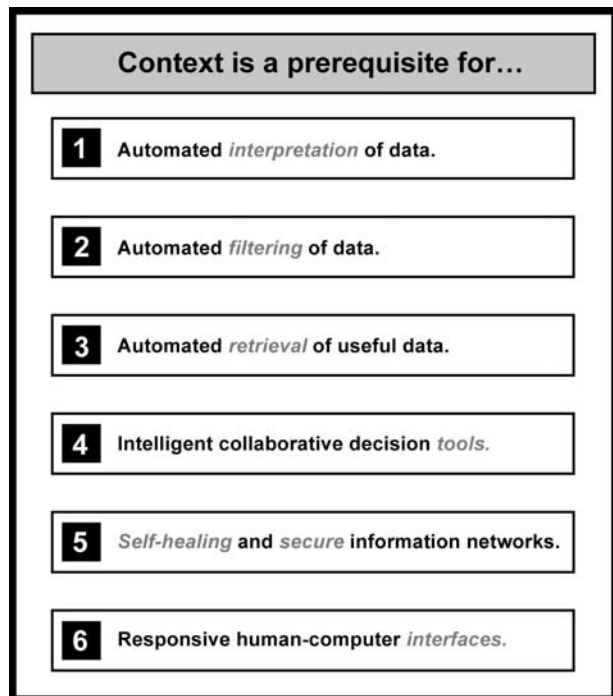 Context is a prerequisite for…
1 Automated interpretation of data.
2 Automated filtering of data.
3 Automated retrieval of useful data.
4 Intelligent collaborative decision tools.
5 Self-healing and secure information networks.
6 Responsive human-computer interfaces.